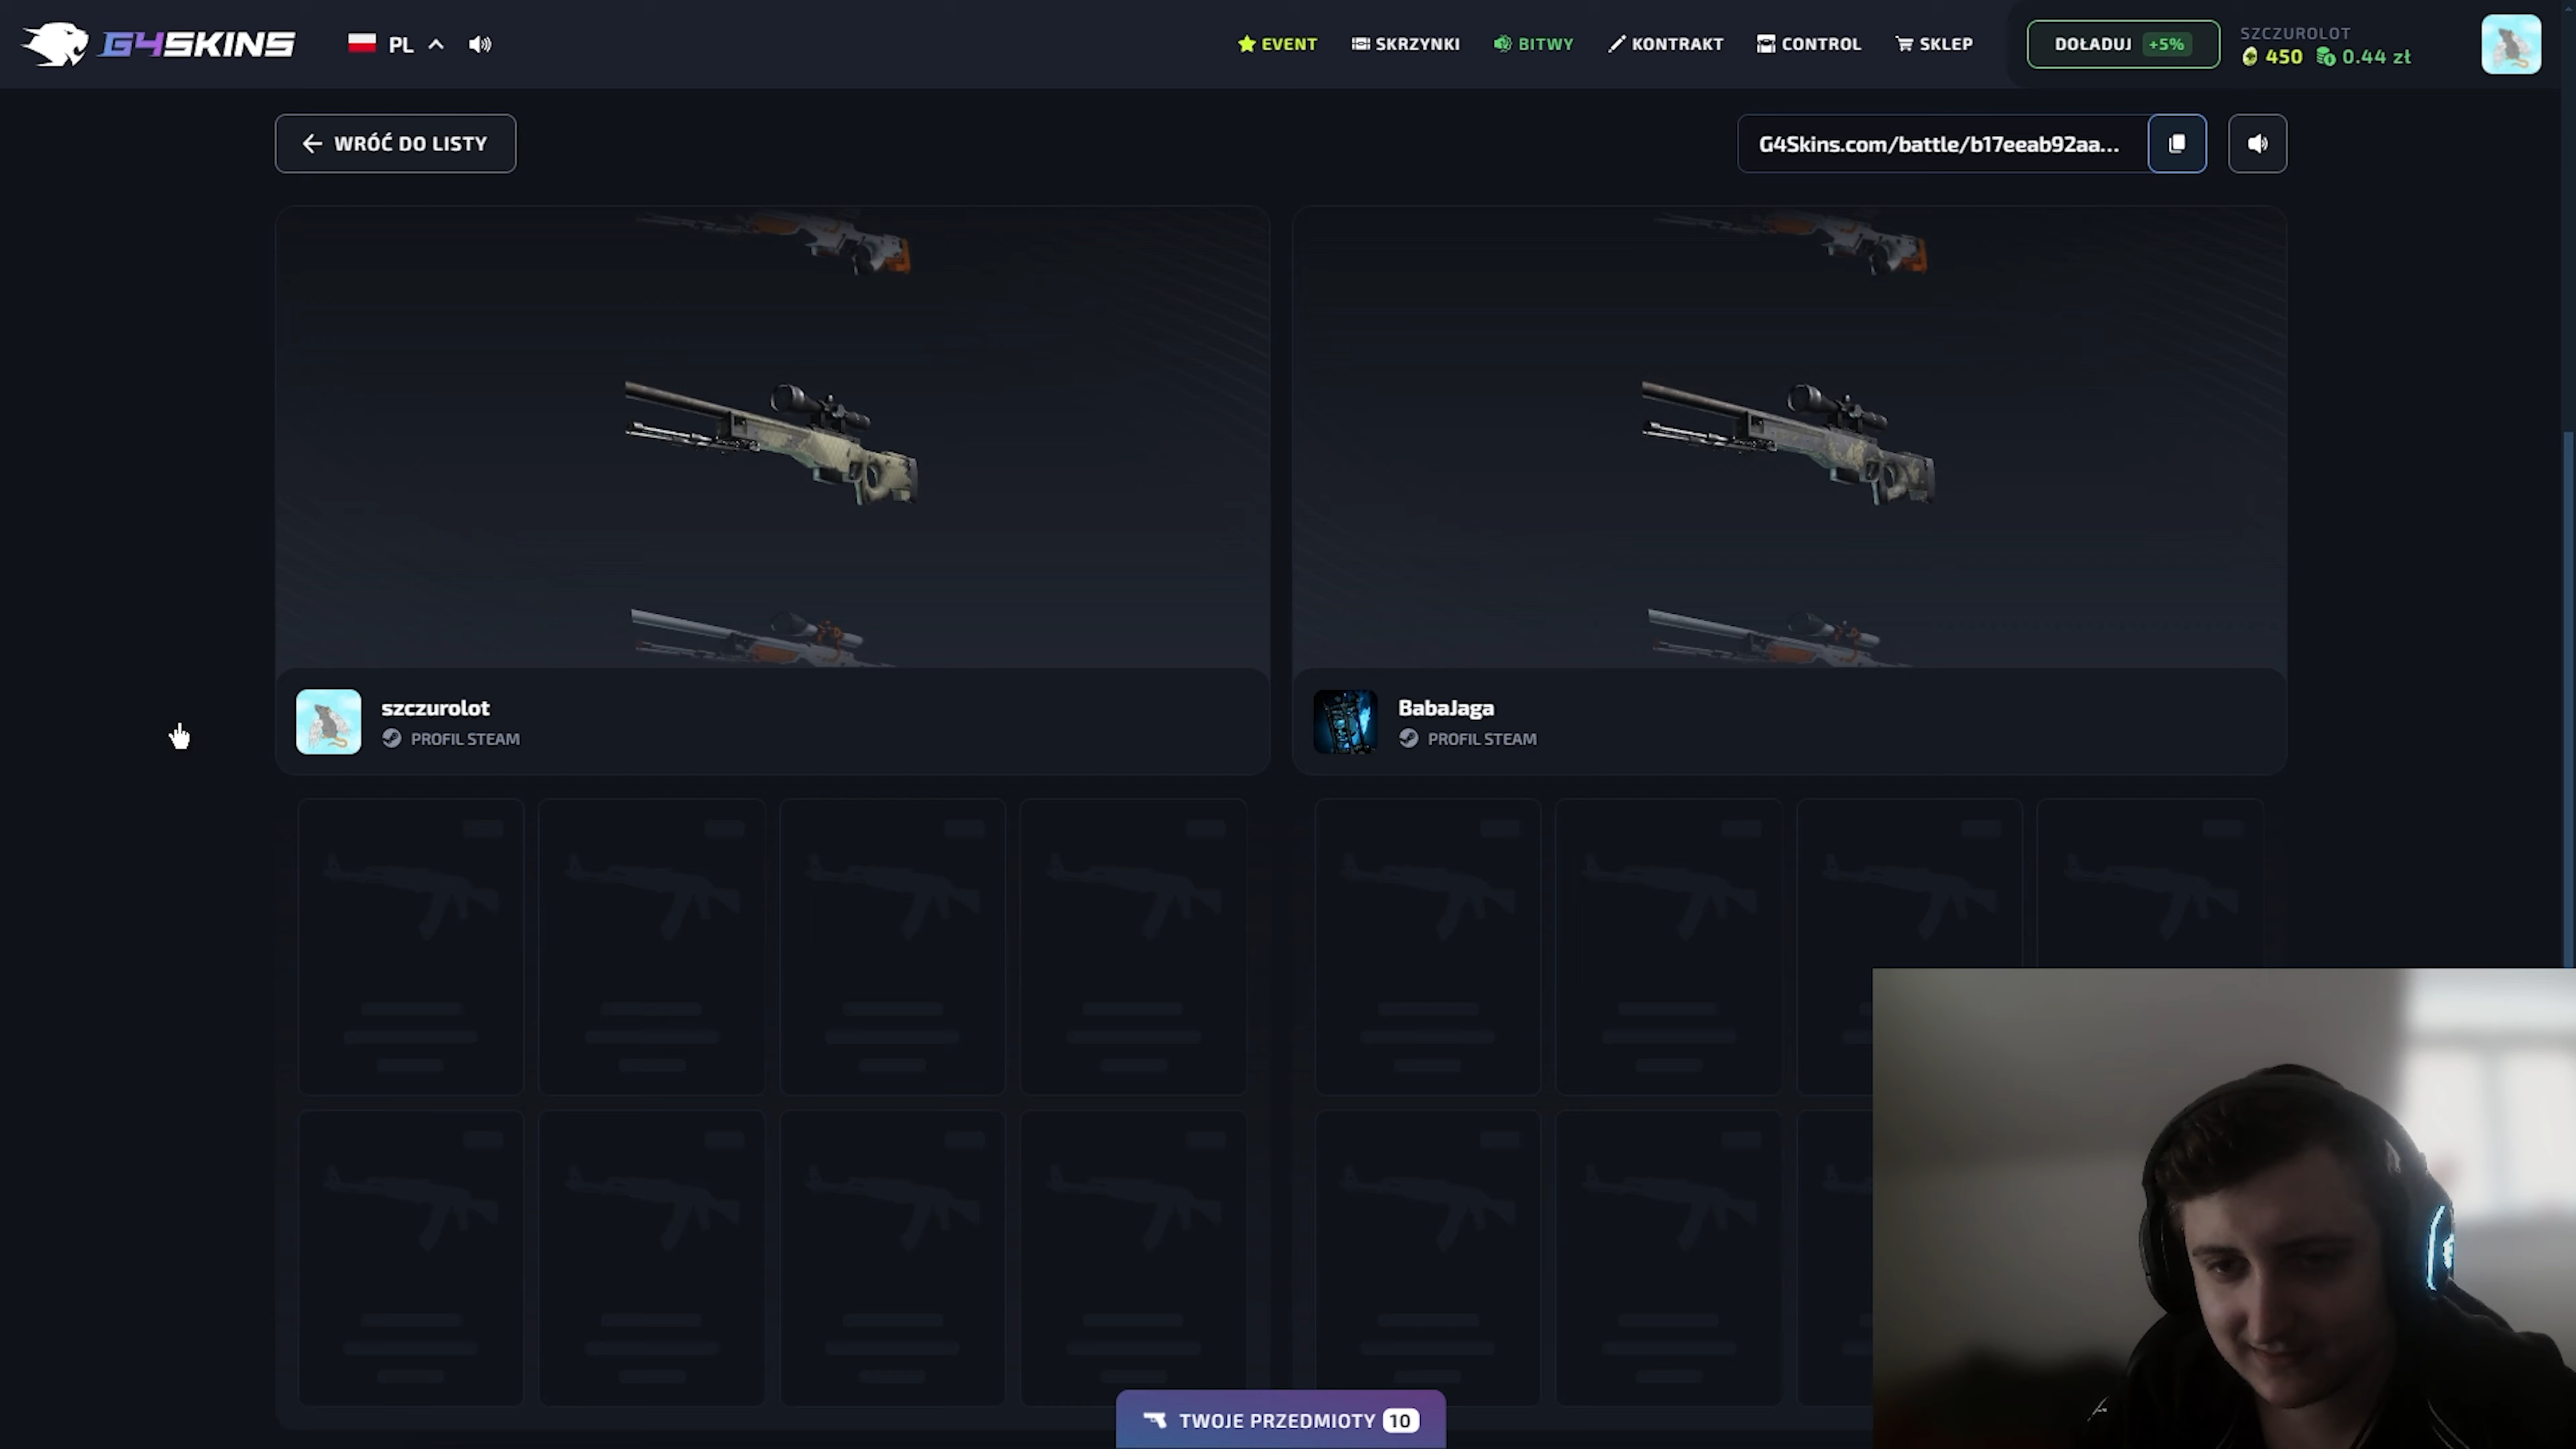 G4SKINS
PL
EVENT
SKRZYNKI
BITWY
KONTRAKT
CONTROL
SKLEP
DOŁADUJ +5%
SZCZUROLOT
450 0.44 zł
WRÓĆ DO LISTY
G4Skins.com/battle/b17eeab92aa...
szczurolot
PROFIL STEAM
BabaJaga
PROFIL STEAM
TWOJE PRZEDMIOTY 10